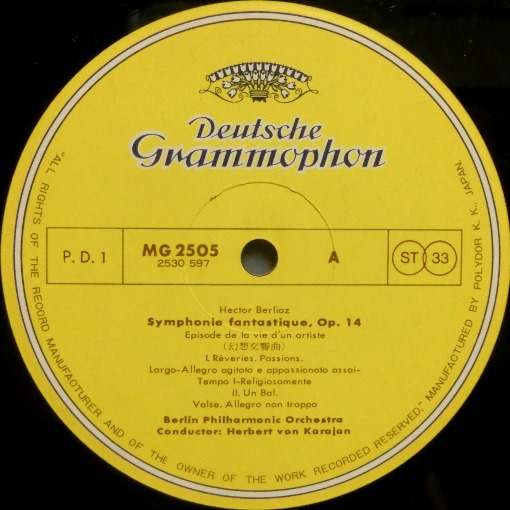 Deutsche
Grammophon
P. D. 1
MG 2505
2530 597
A
ST 33
Hector Berlioz
Symphonie fantastique, Op. 14
Episode de la vie d'un artiste
(幻想交響曲)
I. Rêveries. Passions.
Largo-Allegro agitato e appassionato assai-
Tempo I-Religiosamente
II. Un Bal.
Valse. Allegro non troppo
Berlin Philharmonic Orchestra
Conductor: Herbert von Karajan
"ALL RIGHTS OF THE RECORD MANUFACTURER AND OF THE OWNER OF THE WORK RECORDED RESERVED." MANUFACTURED BY POLYDOR K. K., JAPAN.